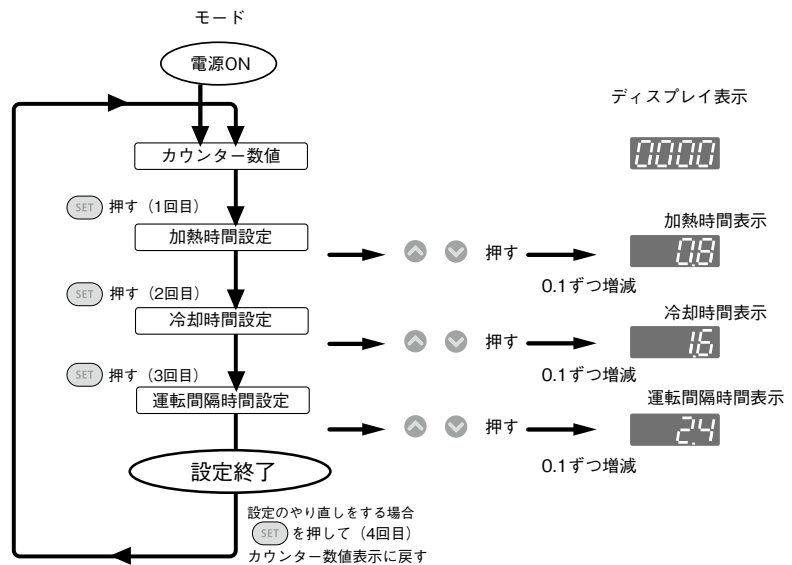 モード
電源ON
ディスプレイ表示
カウンター数値
0000
SET 押す（1回目）
加熱時間設定
押す
加熱時間表示
0.8
0.1ずつ増減
SET 押す（2回目）
冷却時間設定
押す
冷却時間表示
1.6
0.1ずつ増減
SET 押す（3回目）
運転間隔時間設定
押す
運転間隔時間表示
2.4
0.1ずつ増減
設定終了
設定のやり直しをする場合
SET を押して（4回目）
カウンター数値表示に戻す